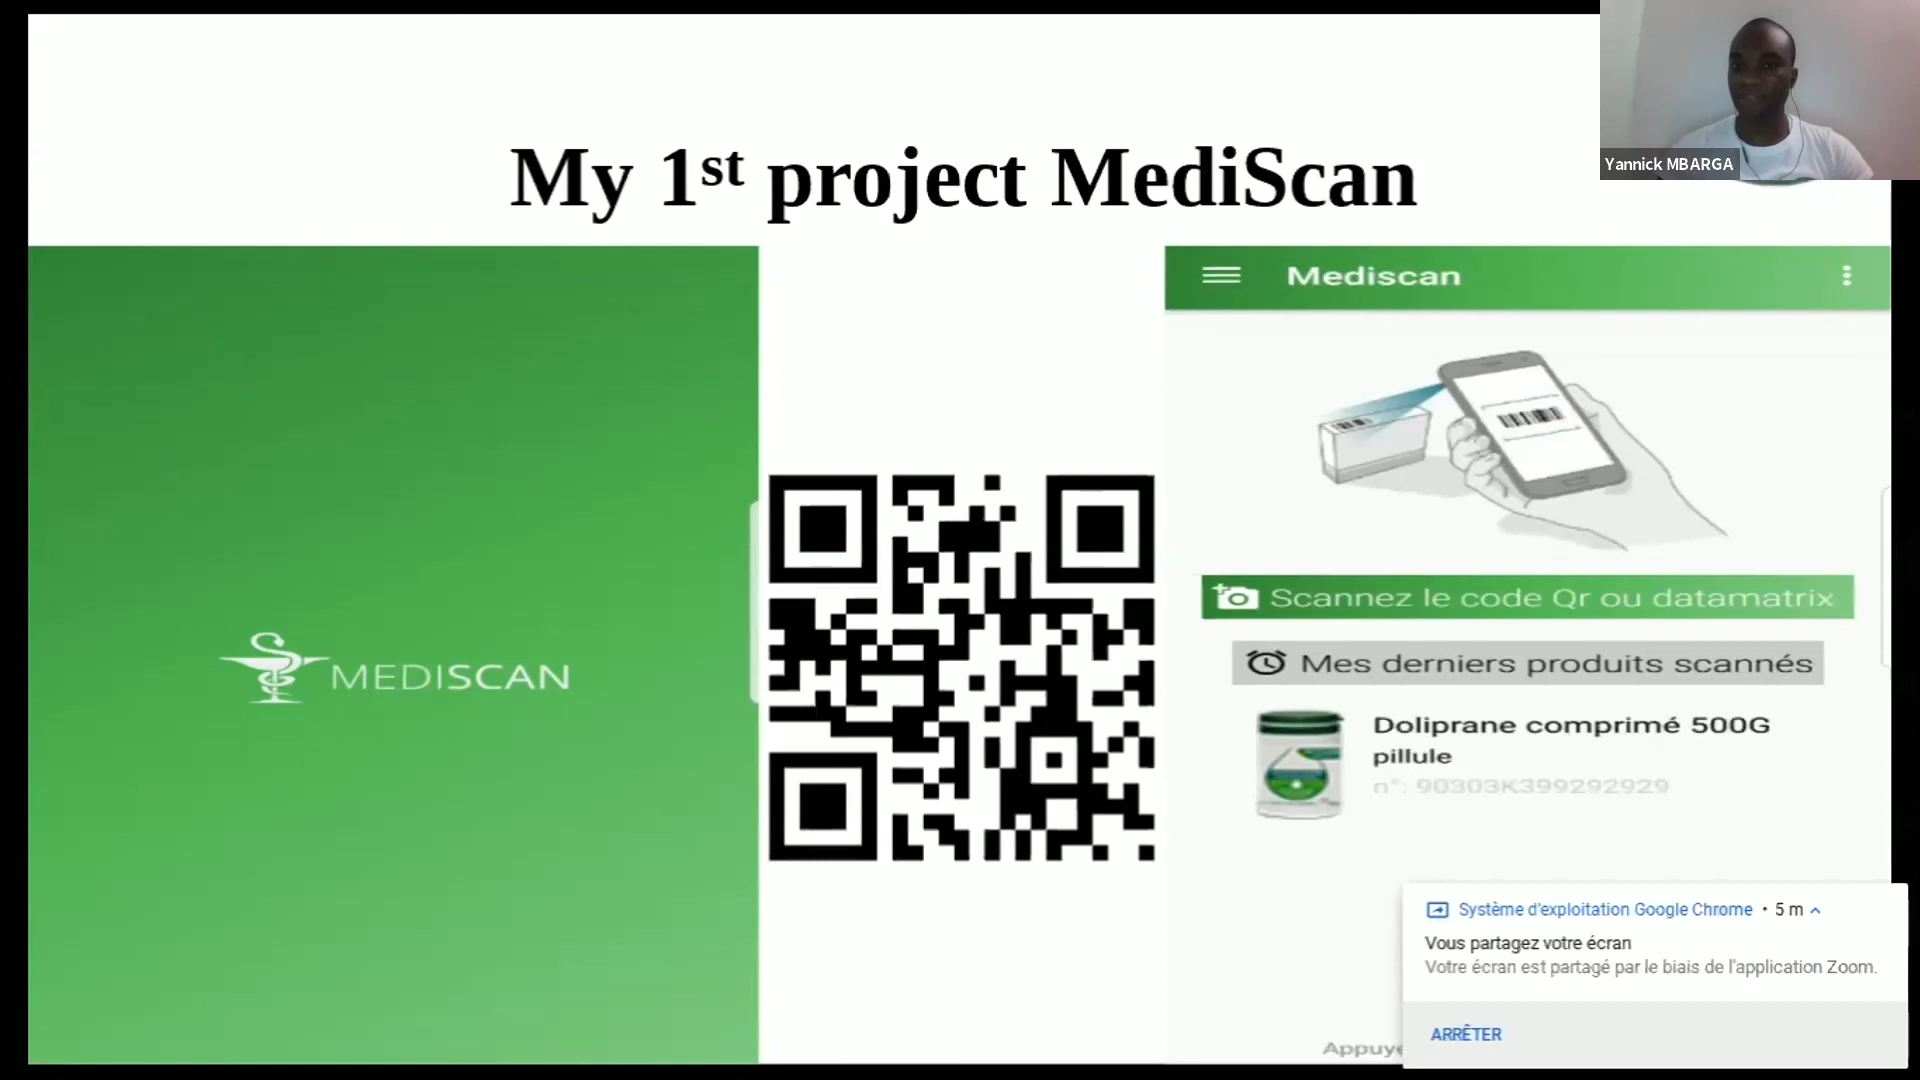 Yannick MBARGA
My 1st project MediScan
MEDISCAN
Mediscan
Scannez le code Qr ou datamatrix
Mes derniers produits scannés
Doliprane comprimé 500G
pillule
n°: 90303K399292929
Système d'exploitation Google Chrome • 5 m
Vous partagez votre écran
Votre écran est partagé par le biais de l'application Zoom.
ARRÊTER